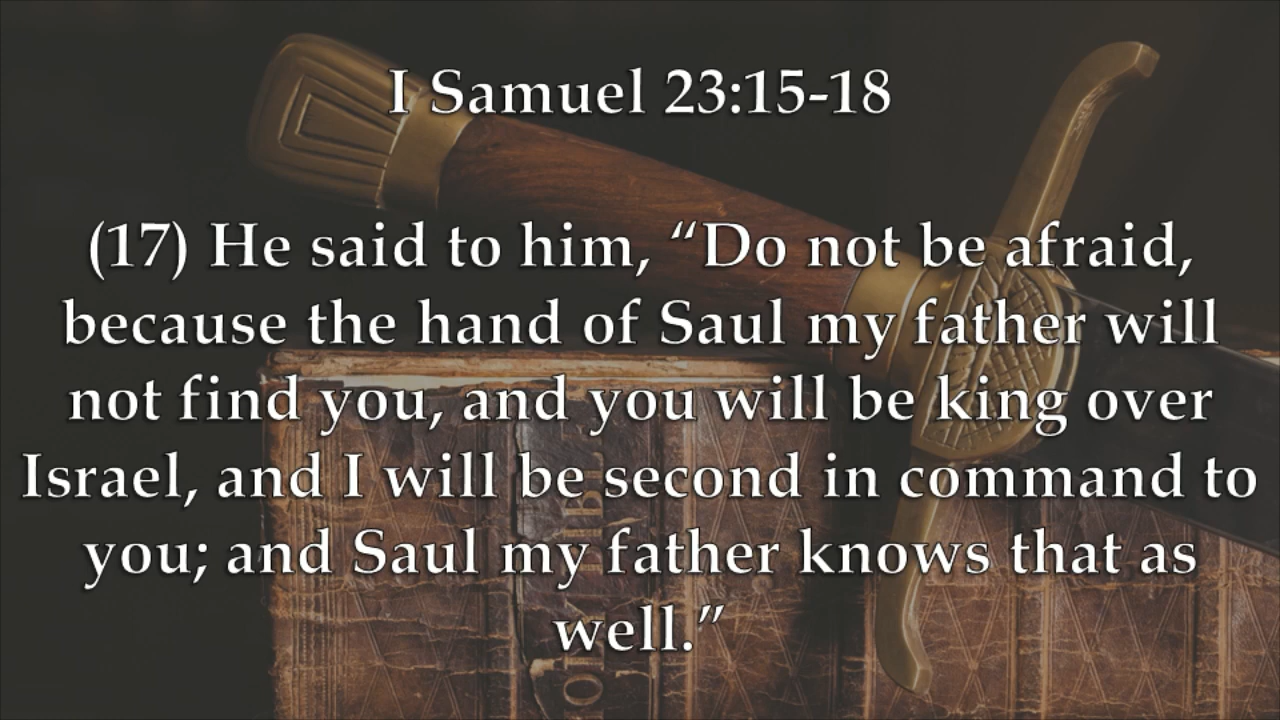 I Samuel 23:15-18
(17) He said to him, “Do not be afraid,
because the hand of Saul my father will
not find you, and you will be king over
Israel, and I will be second in command to
you; and Saul my father knows that as
well.”